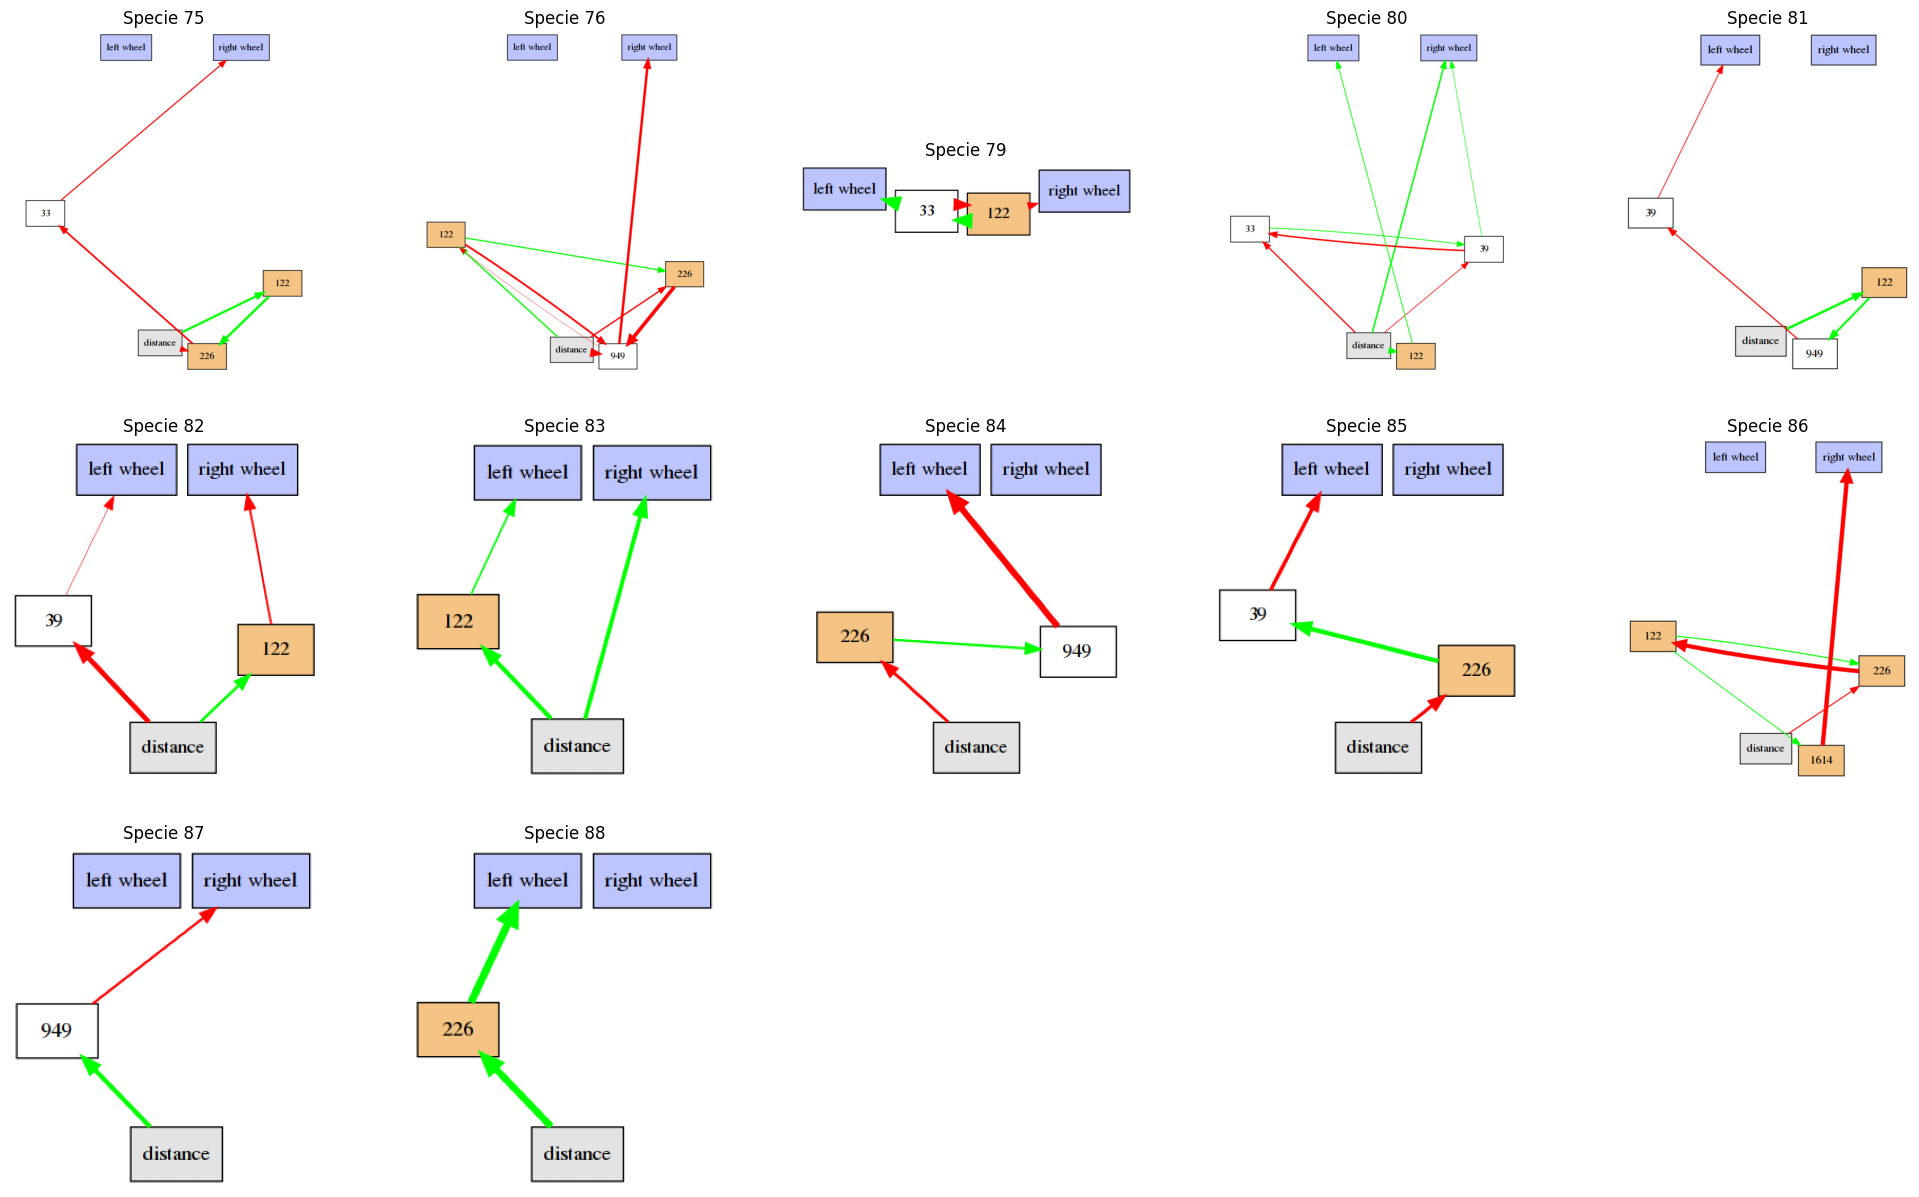 Specie 75
left wheel
right wheel
33
122
distance
226
Specie 76
left wheel
right wheel
122
226
distance
949
Specie 79
left wheel
33
122
right wheel
Specie 80
left wheel
right wheel
33
39
distance
122
Specie 81
left wheel
right wheel
39
122
distance
949
Specie 82
left wheel
right wheel
39
122
distance
Specie 83
left wheel
right wheel
122
distance
Specie 84
left wheel
right wheel
226
949
distance
Specie 85
left wheel
right wheel
39
226
distance
Specie 86
left wheel
right wheel
122
226
distance
1614
Specie 87
left wheel
right wheel
949
distance
Specie 88
left wheel
right wheel
226
distance